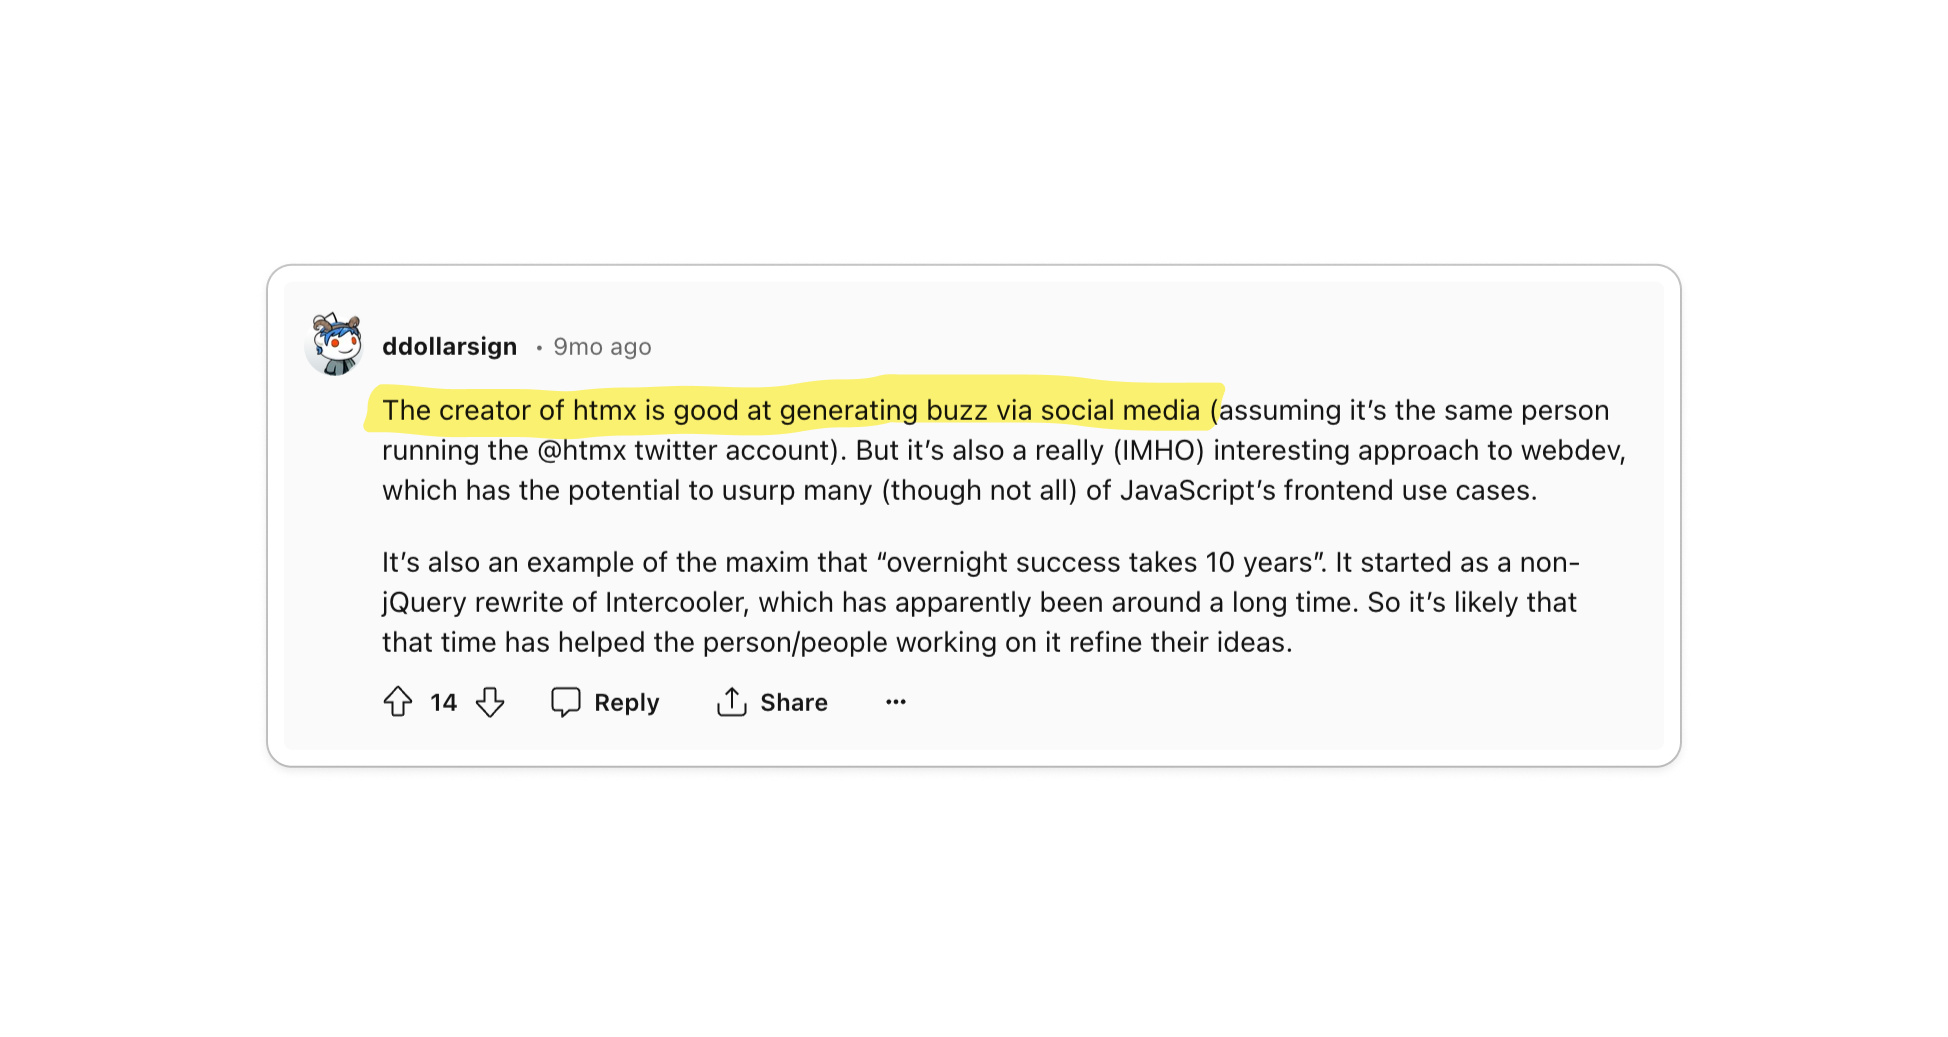 ddollarsign • 9mo ago
The creator of htmx is good at generating buzz via social media (assuming it’s the same person
running the @htmx twitter account). But it’s also a really (IMHO) interesting approach to webdev,
which has the potential to usurp many (though not all) of JavaScript’s frontend use cases.
It’s also an example of the maxim that “overnight success takes 10 years”. It started as a non-
jQuery rewrite of Intercooler, which has apparently been around a long time. So it’s likely that
that time has helped the person/people working on it refine their ideas.
14 Reply Share ...